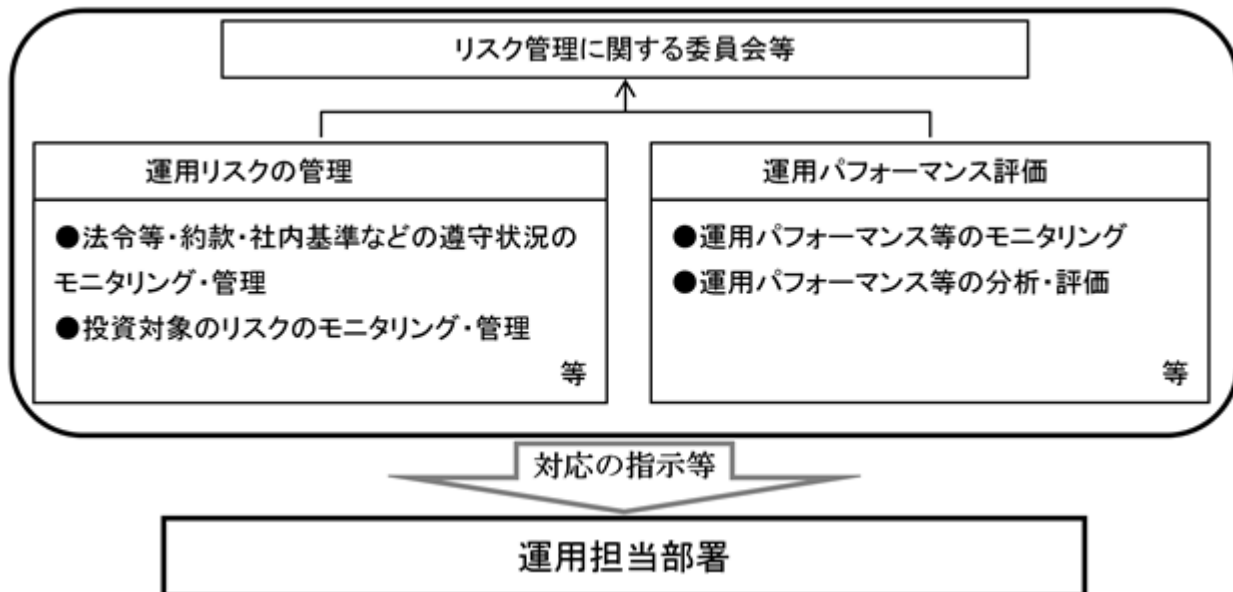 リスク管理に関する委員会等
運用リスクの管理
●法令等・約款・社内基準などの遵守状況の
モニタリング・管理
●投資対象のリスクのモニタリング・管理
等
運用パフォーマンス評価
●運用パフォーマンス等のモニタリング
●運用パフォーマンス等の分析・評価
等
対応の指示等
運用担当部署